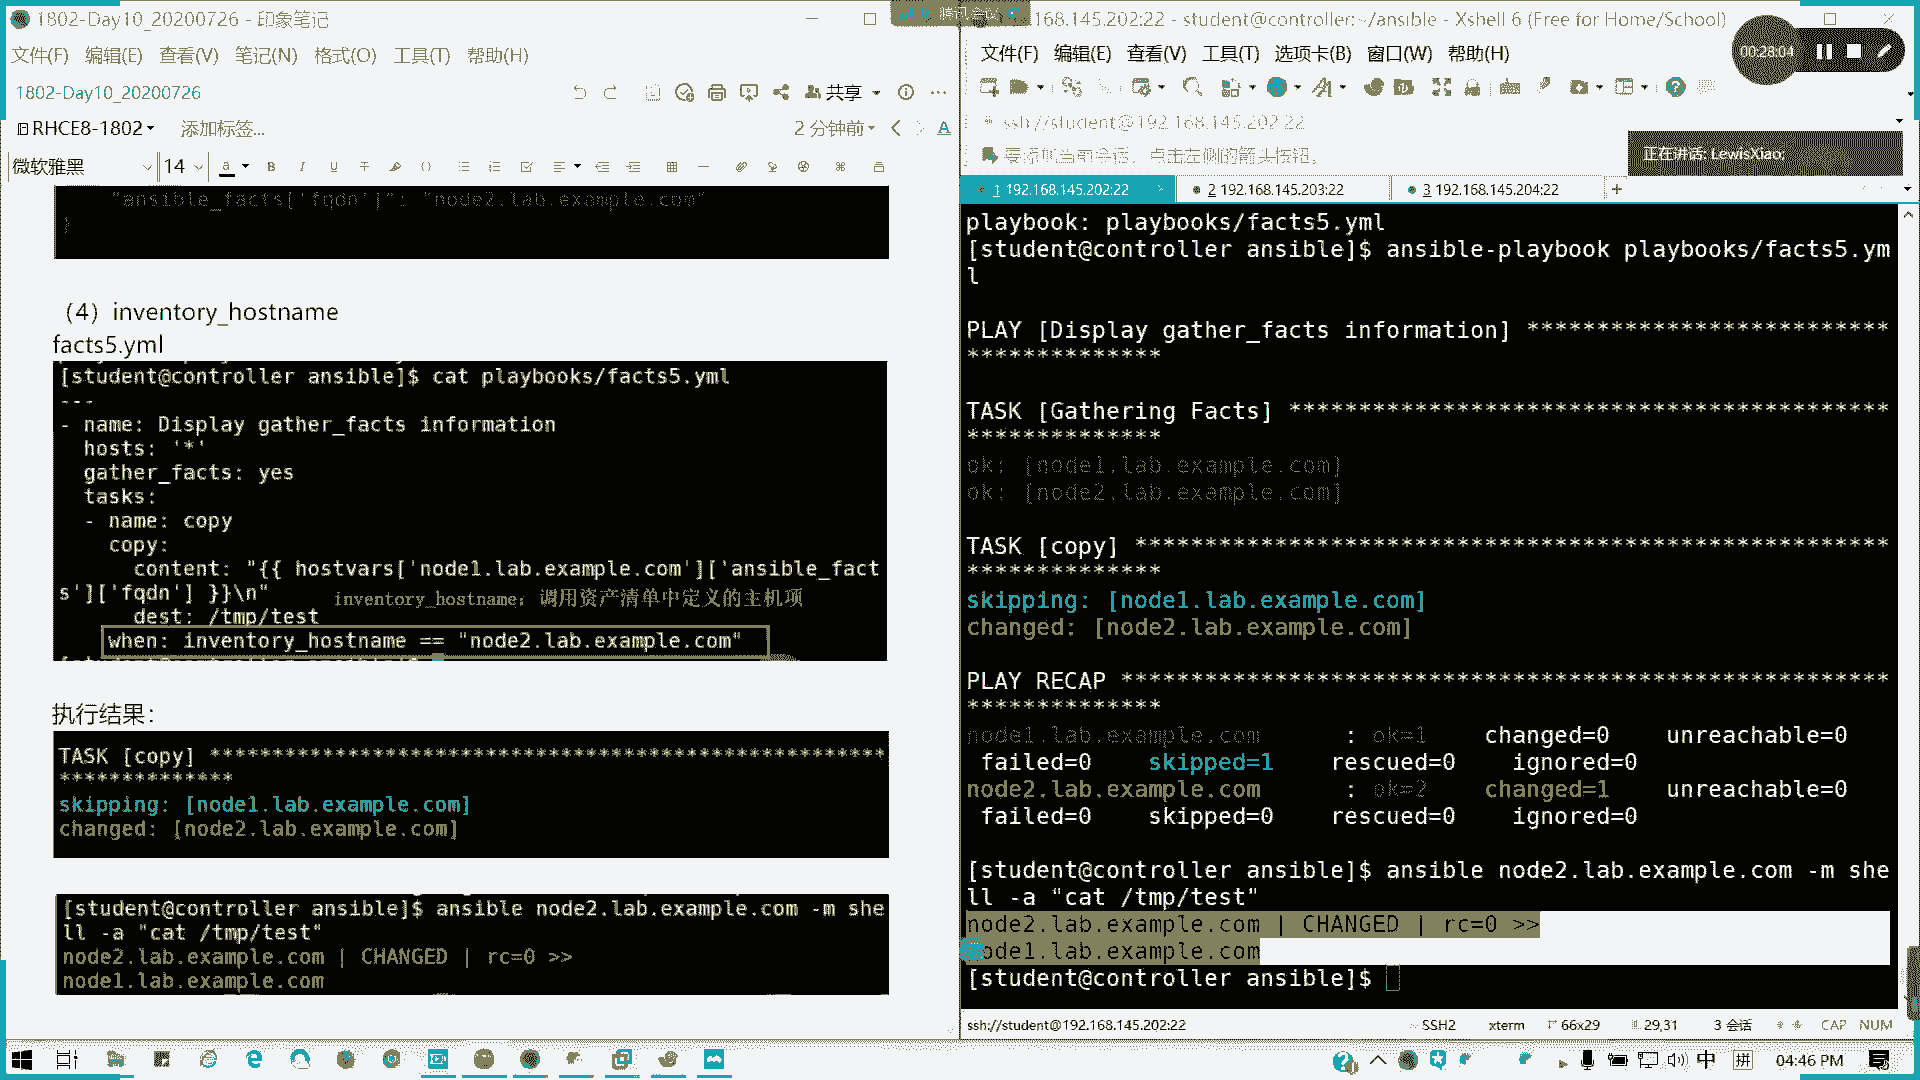 1802-Day10_20200726 - 印象笔记
文件(F) 编辑(E) 查看(V) 笔记(N) 格式(O) 工具(T) 帮助(H)
1802-Day10_20200726
共享
RHCE8-1802
添加标签...
2 分钟前
微软雅黑 14
"ansible_facts['fqdn']": "node2.lab.example.com"
}
（4）inventory_hostname
facts5.yml
[student@controller ansible]$ cat playbooks/facts5.yml
---
- name: Display gather_facts information
hosts: '*'
gather_facts: yes
tasks:
- name: copy
copy:
content: "{{ hostvars['node1.lab.example.com']['ansible_fact
s']['fqdn'] }}\n"
inventory_hostname：调用资产清单中定义的主机项
dest: /tmp/test
when: inventory_hostname == "node2.lab.example.com"
执行结果：
TASK [copy] ******************************************************
**************
skipping: [node1.lab.example.com]
changed: [node2.lab.example.com]
[student@controller ansible]$ ansible node2.lab.example.com -m she
ll -a "cat /tmp/test"
node2.lab.example.com | CHANGED | rc=0 >>
node1.lab.example.com
腾讯会议
168.145.202:22 - student@controller:~/ansible - Xshell 6 (Free for Home/School)
00:28:04
文件(F) 编辑(E) 查看(V) 工具(T) 选项卡(B) 窗口(W) 帮助(H)
ssh://student@192.168.145.202:22
要添加当前会话，点击左侧的箭头按钮。
正在讲话: LewisXiao;
1 192.168.145.202:22
2 192.168.145.203:22
3 192.168.145.204:22
playbook: playbooks/facts5.yml
[student@controller ansible]$ ansible-playbook playbooks/facts5.ym
l
PLAY [Display gather_facts information] **************************
**************
TASK [Gathering Facts] *******************************************
**************
ok: [node1.lab.example.com]
ok: [node2.lab.example.com]
TASK [copy] ******************************************************
**************
skipping: [node1.lab.example.com]
changed: [node2.lab.example.com]
PLAY RECAP *******************************************************
**************
node1.lab.example.com : ok=1 changed=0 unreachable=0
failed=0 skipped=1 rescued=0 ignored=0
node2.lab.example.com : ok=2 changed=1 unreachable=0
failed=0 skipped=0 rescued=0 ignored=0
[student@controller ansible]$ ansible node2.lab.example.com -m she
ll -a "cat /tmp/test"
node2.lab.example.com | CHANGED | rc=0 >>
node1.lab.example.com
[student@controller ansible]$
ssh://student@192.168.145.202:22 SSH2 xterm 66x29 29,31 3 会话 CAP NUM
中 拼 04:46 PM